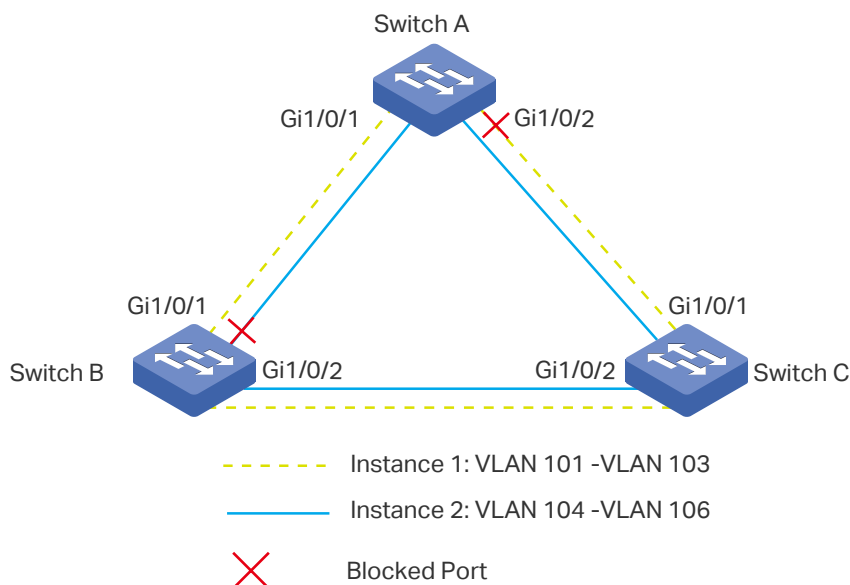 Switch A
Gi1/0/1
Gi1/0/2
Gi1/0/1
Gi1/0/1
Switch B
Gi1/0/2
Gi1/0/2
Switch C
Instance 1: VLAN 101 -VLAN 103
Instance 2: VLAN 104 -VLAN 106
Blocked Port